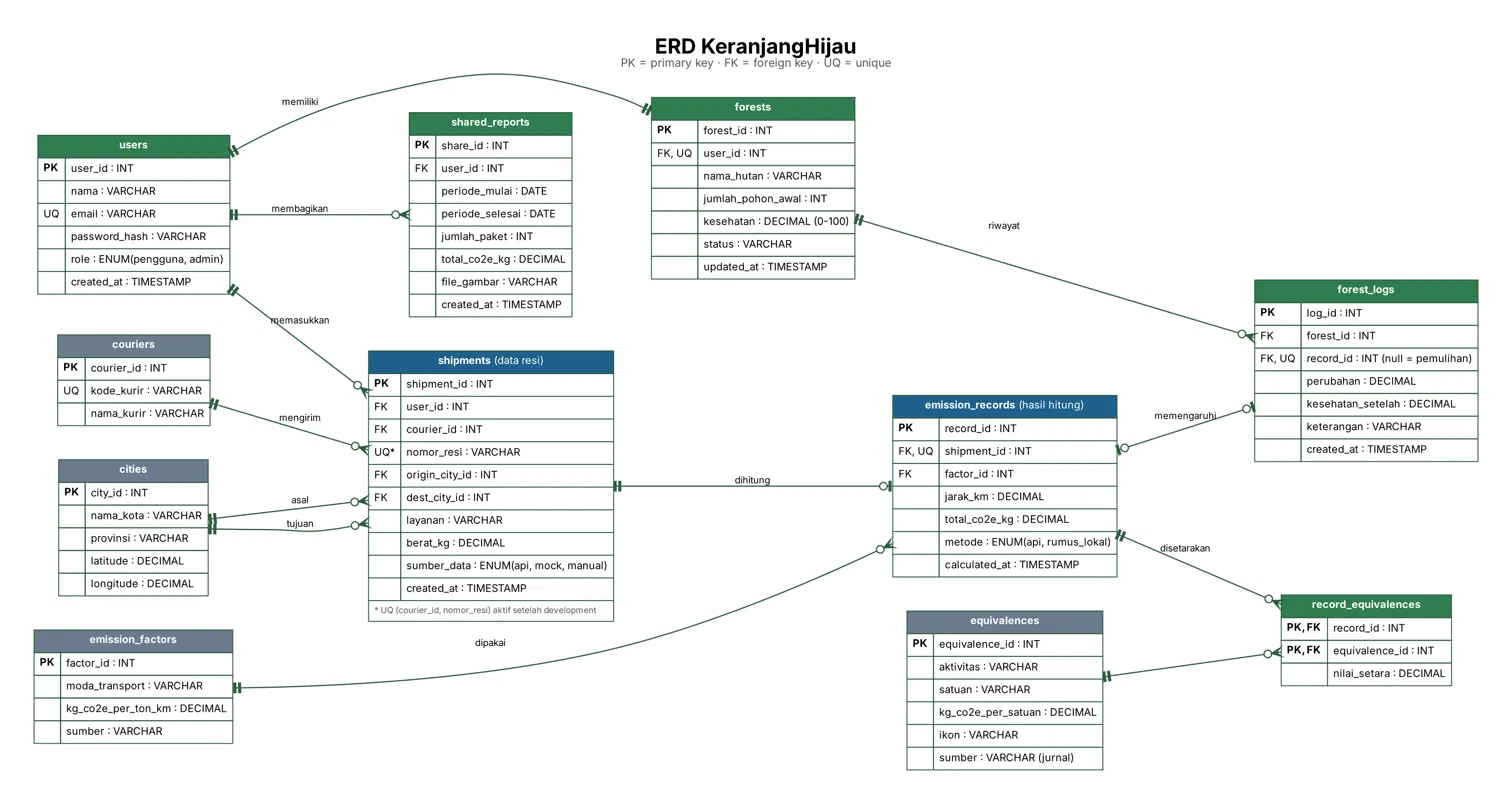 ERD KeranjangHijau
PK = primary key · FK = foreign key · UQ = unique
memiliki
users
PK user_id : INT
nama : VARCHAR
UQ email : VARCHAR
password_hash : VARCHAR
role : ENUM(pengguna, admin)
created_at : TIMESTAMP
membagikan
shared_reports
PK share_id : INT
FK user_id : INT
periode_mulai : DATE
periode_selesai : DATE
jumlah_paket : INT
total_co2e_kg : DECIMAL
file_gambar : VARCHAR
created_at : TIMESTAMP
forests
PK forest_id : INT
FK, UQ user_id : INT
nama_hutan : VARCHAR
jumlah_pohon_awal : INT
kesehatan : DECIMAL (0-100)
status : VARCHAR
updated_at : TIMESTAMP
riwayat
forest_logs
PK log_id : INT
FK forest_id : INT
FK, UQ record_id : INT (null = pemulihan)
perubahan : DECIMAL
kesehatan_setelah : DECIMAL
keterangan : VARCHAR
created_at : TIMESTAMP
memasukkan
couriers
PK courier_id : INT
UQ kode_kurir : VARCHAR
nama_kurir : VARCHAR
mengirim
cities
PK city_id : INT
nama_kota : VARCHAR
provinsi : VARCHAR
latitude : DECIMAL
longitude : DECIMAL
asal
tujuan
shipments (data resi)
PK shipment_id : INT
FK user_id : INT
FK courier_id : INT
UQ* nomor_resi : VARCHAR
FK origin_city_id : INT
FK dest_city_id : INT
layanan : VARCHAR
berat_kg : DECIMAL
sumber_data : ENUM(api, mock, manual)
created_at : TIMESTAMP
* UQ (courier_id, nomor_resi) aktif setelah development
dihitung
emission_records (hasil hitung)
PK record_id : INT
FK, UQ shipment_id : INT
FK factor_id : INT
jarak_km : DECIMAL
total_co2e_kg : DECIMAL
metode : ENUM(api, rumus_lokal)
calculated_at : TIMESTAMP
memengaruhi
disetarakan
emission_factors
PK factor_id : INT
moda_transport : VARCHAR
kg_co2e_per_ton_km : DECIMAL
sumber : VARCHAR
dipakai
equivalences
PK equivalence_id : INT
aktivitas : VARCHAR
satuan : VARCHAR
kg_co2e_per_satuan : DECIMAL
ikon : VARCHAR
sumber : VARCHAR (jurnal)
record_equivalences
PK,FK record_id : INT
PK,FK equivalence_id : INT
nilai_setara : DECIMAL